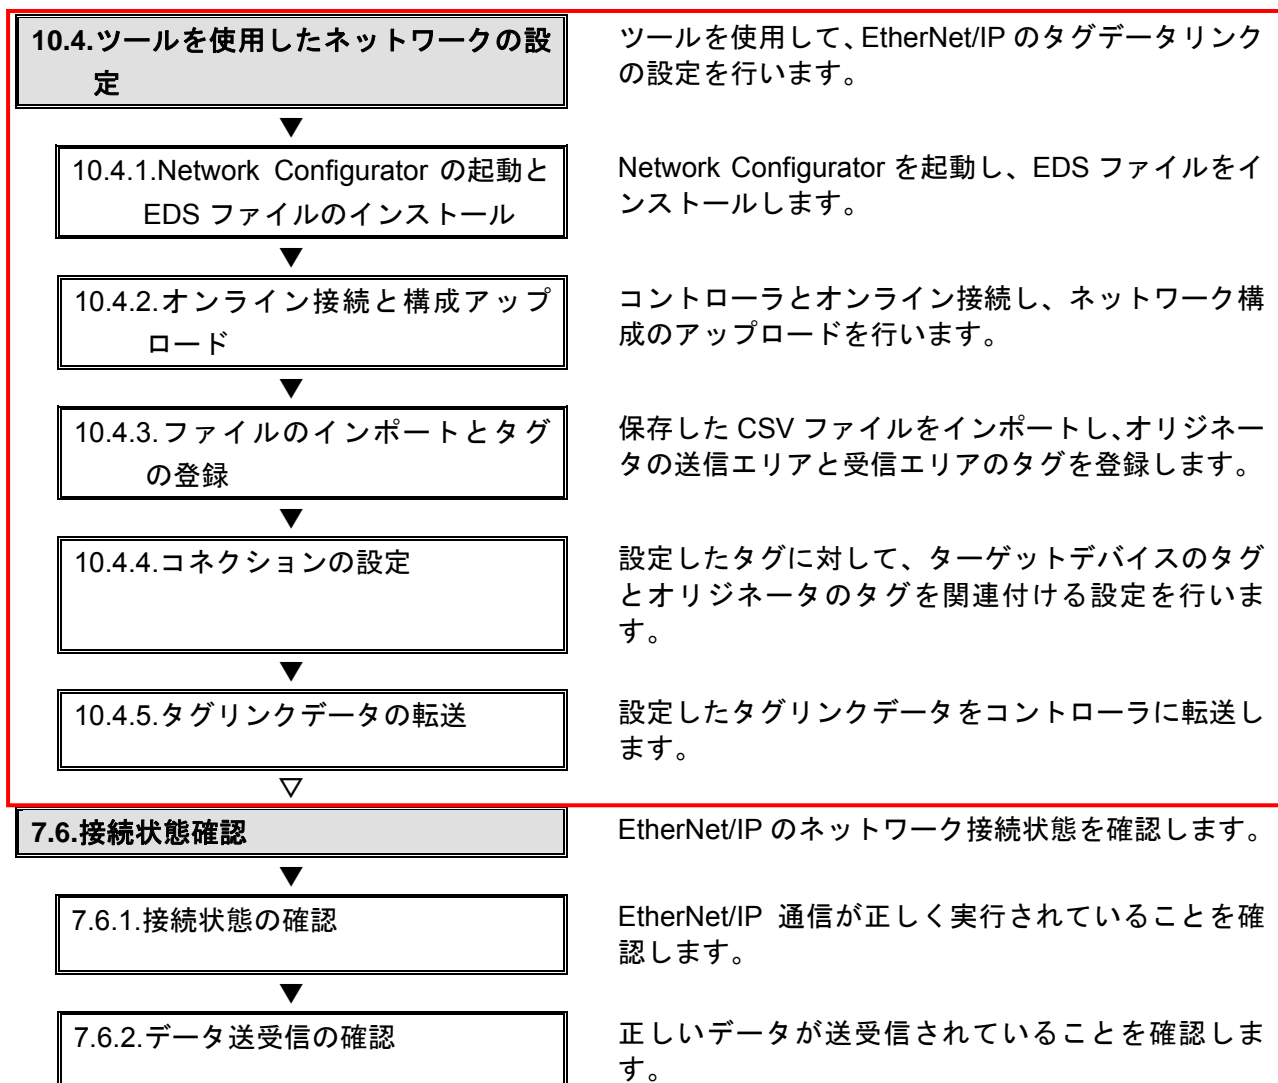 10.4.ツールを使用したネットワークの設
定
ツールを使用して、EtherNet/IP のタグデータリンク
の設定を行います。
▼
10.4.1.Network Configurator の起動と
EDS ファイルのインストール
Network Configurator を起動し、EDS ファイルをイ
ンストールします。
▼
10.4.2.オンライン接続と構成アップ
ロード
コントローラとオンライン接続し、ネットワーク構
成のアップロードを行います。
▼
10.4.3.ファイルのインポートとタグ
の登録
保存した CSV ファイルをインポートし、オリジネー
タの送信エリアと受信エリアのタグを登録します。
▼
10.4.4.コネクションの設定
設定したタグに対して、ターゲットデバイスのタグ
とオリジネータのタグを関連付ける設定を行いま
す。
▼
10.4.5.タグリンクデータの転送
設定したタグリンクデータをコントローラに転送し
ます。
▽
7.6.接続状態確認
EtherNet/IP のネットワーク接続状態を確認します。
▼
7.6.1.接続状態の確認
EtherNet/IP 通信が正しく実行されていることを確
認します。
▼
7.6.2.データ送受信の確認
正しいデータが送受信されていることを確認しま
す。